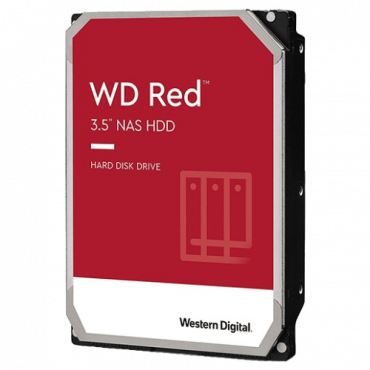 WD Red™
3.5" NAS HDD
HARD DISK DRIVE
Western Digital.